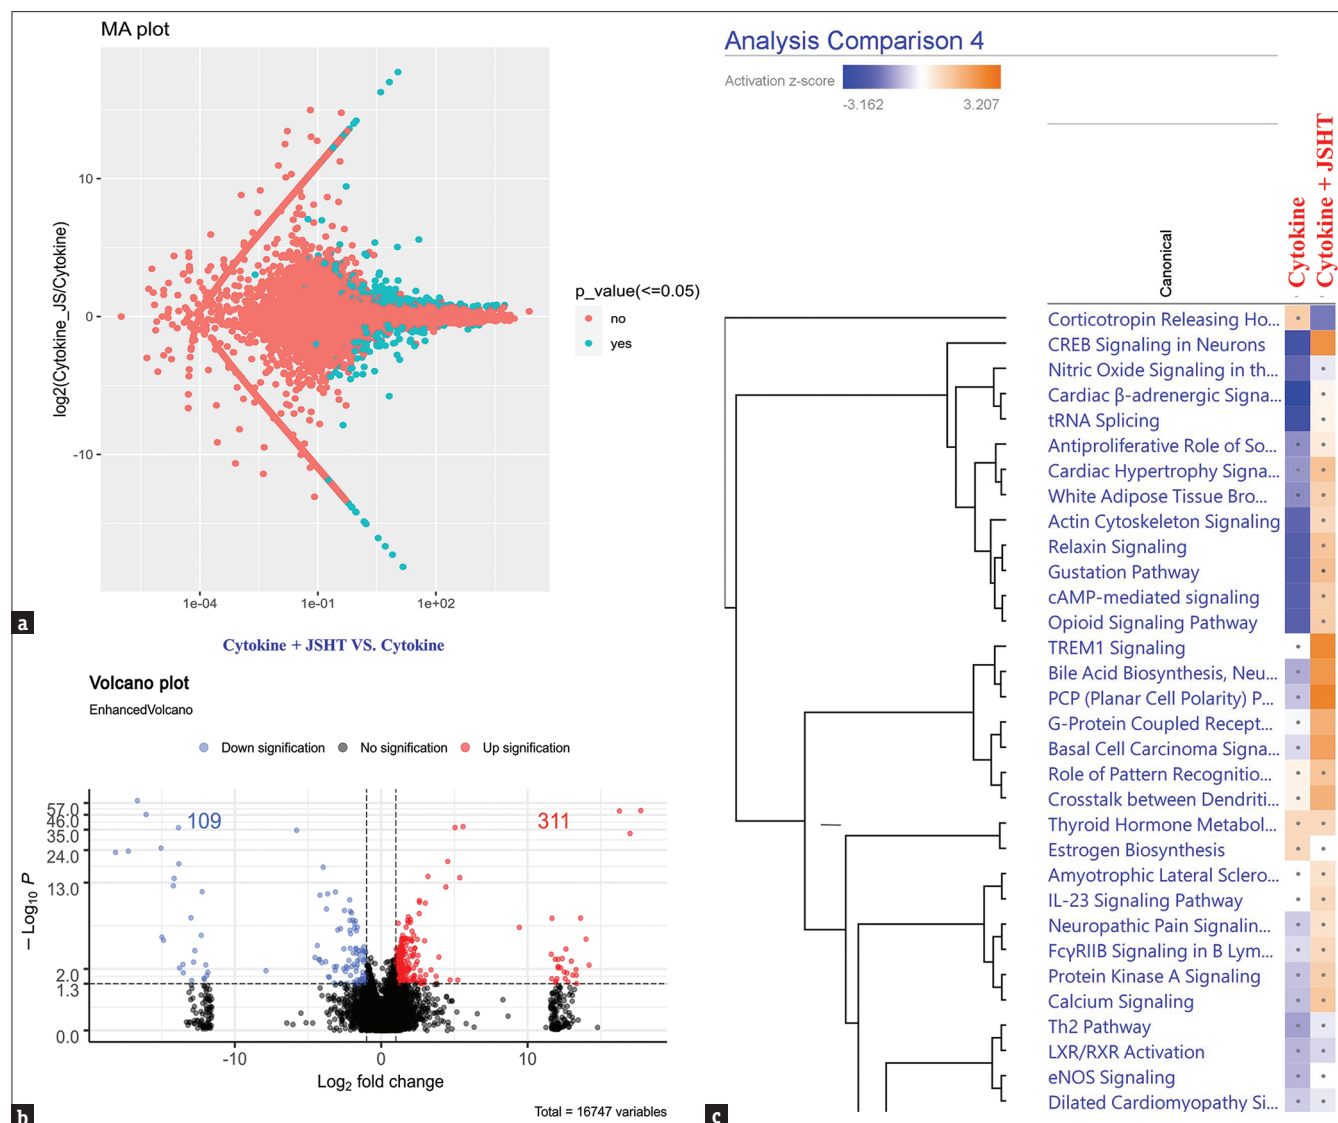 MA plot
log2(Cytokine_JS/Cytokine)
10
0
-10
1e-04
1e-01
1e+02
p_value(<=0.05)
no
yes
a
Cytokine + JSHT VS. Cytokine
Volcano plot
EnhancedVolcano
Down signification
No signification
Up signification
– Log10 P
57.0
46.0
35.0
24.0
13.0
2.0
1.3
0.0
109
311
-10
0
10
Log2 fold change
Total = 16747 variables
b
Analysis Comparison 4
Activation z-score
-3.162
3.207
Canonical
Cytokine
Cytokine + JSHT
Corticotropin Releasing Ho...
CREB Signaling in Neurons
Nitric Oxide Signaling in th...
Cardiac β-adrenergic Signa...
tRNA Splicing
Antiproliferative Role of So...
Cardiac Hypertrophy Signa...
White Adipose Tissue Bro...
Actin Cytoskeleton Signaling
Relaxin Signaling
Gustation Pathway
cAMP-mediated signaling
Opioid Signaling Pathway
TREM1 Signaling
Bile Acid Biosynthesis, Neu...
PCP (Planar Cell Polarity) P...
G-Protein Coupled Recept...
Basal Cell Carcinoma Signa...
Role of Pattern Recognitio...
Crosstalk between Dendriti...
Thyroid Hormone Metabol...
Estrogen Biosynthesis
Amyotrophic Lateral Sclero...
IL-23 Signaling Pathway
Neuropathic Pain Signalin...
FcγRIIB Signaling in B Lym...
Protein Kinase A Signaling
Calcium Signaling
Th2 Pathway
LXR/RXR Activation
eNOS Signaling
Dilated Cardiomyopathy Si...
c